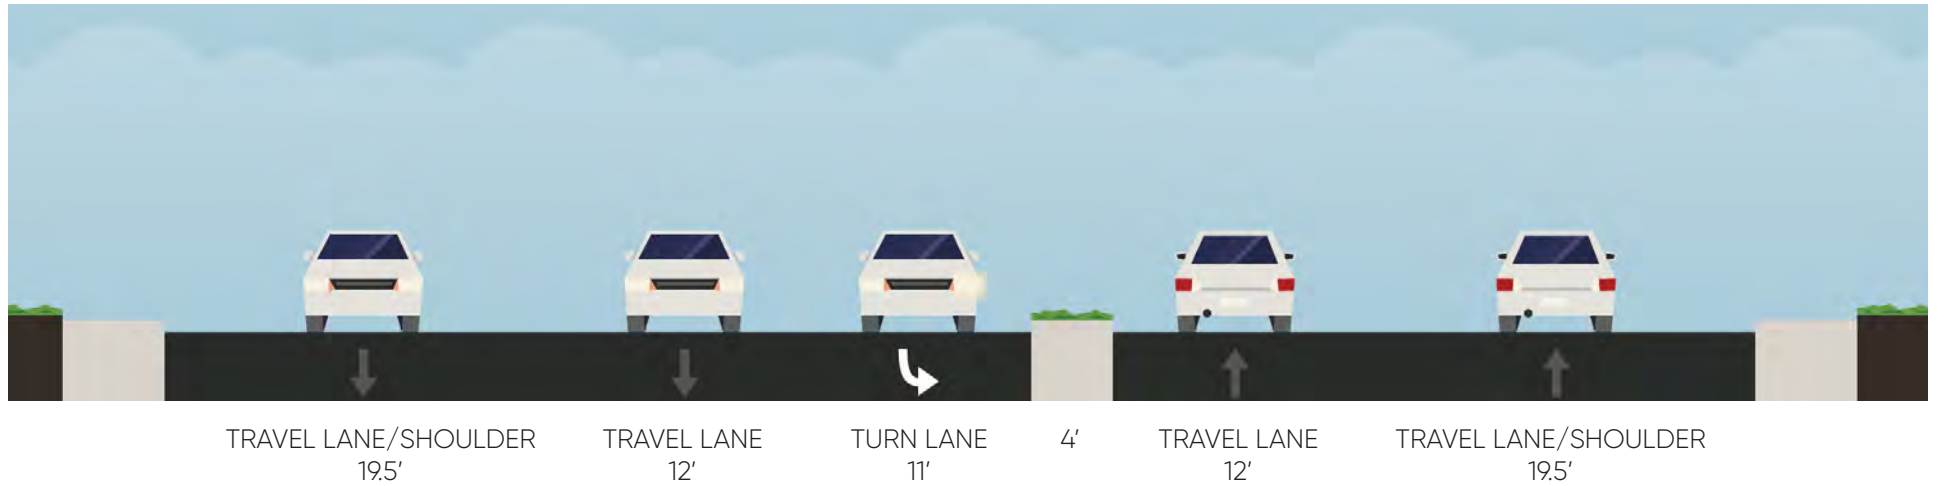 TRAVEL LANE/SHOULDER
19.5'
TRAVEL LANE
12'
TURN LANE
11'
4'
TRAVEL LANE
12'
TRAVEL LANE/SHOULDER
19.5'